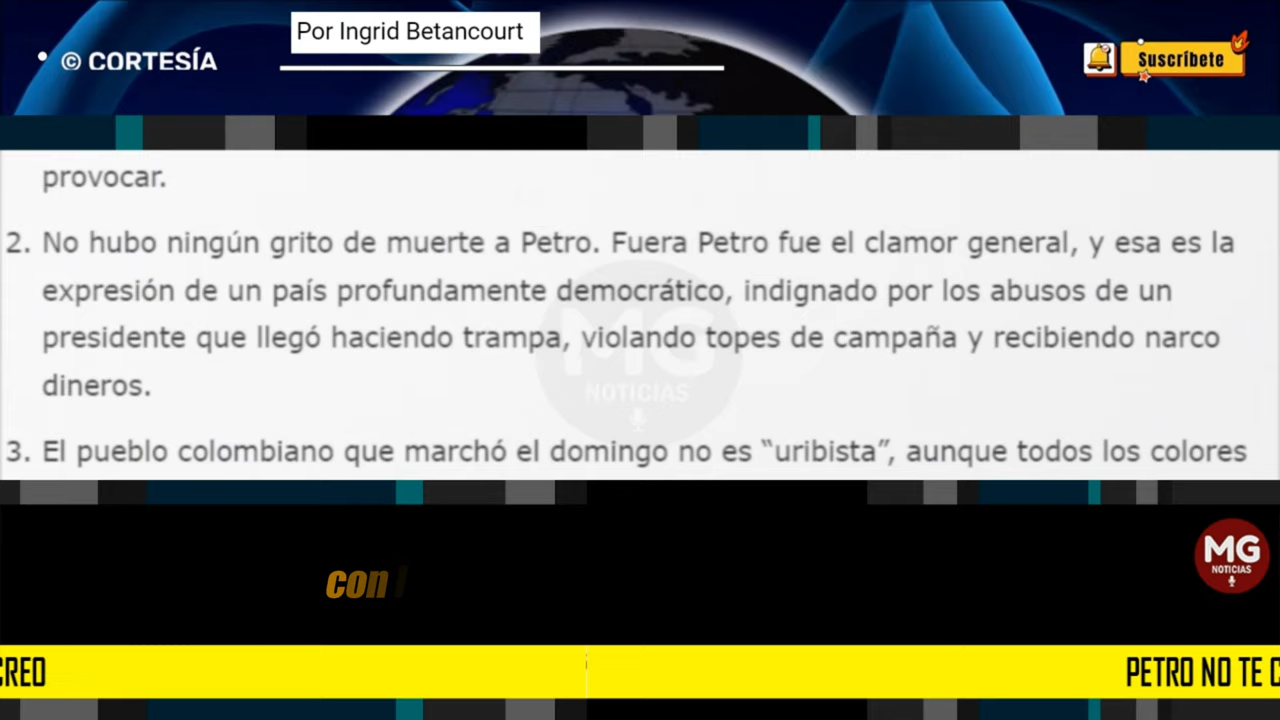 Por Ingrid Betancourt
© CORTESÍA
Suscríbete
provocar.
2. No hubo ningún grito de muerte a Petro. Fuera Petro fue el clamor general, y esa es la
expresión de un país profundamente democrático, indignado por los abusos de un
presidente que llegó haciendo trampa, violando topes de campaña y recibiendo narco
dineros.
3. El pueblo colombiano que marchó el domingo no es “uribista”, aunque todos los colores
MG
NOTICIAS
con
MG
NOTICIAS
CREO
PETRO NO TE C